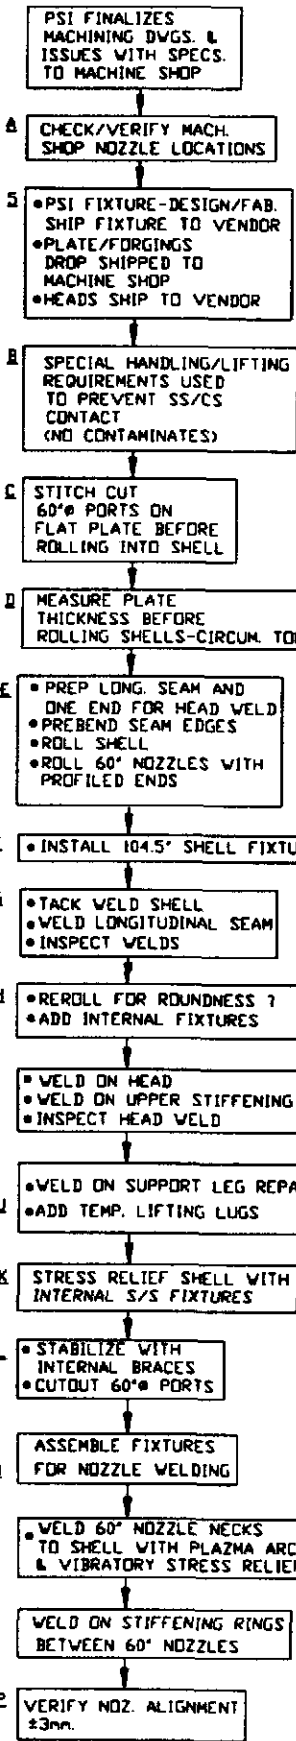 PSI FINALIZES
MACHINING DWGS. &
ISSUES WITH SPECS.
TO MACHINE SHOP
A
CHECK/VERIFY MACH.
SHOP NOZZLE LOCATIONS
5
•PSI FIXTURE-DESIGN/FAB.
SHIP FIXTURE TO VENDOR
•PLATE/FORGINGS
DROP SHIPPED TO
MACHINE SHOP
•HEADS SHIP TO VENDOR
B
SPECIAL HANDLING/LIFTING
REQUIREMENTS USED
TO PREVENT SS/CS
CONTACT
(NO CONTAMINATES)
C
STITCH CUT
60"ø PORTS ON
FLAT PLATE BEFORE
ROLLING INTO SHELL
D
MEASURE PLATE
THICKNESS BEFORE
ROLLING SHELLS-CIRCUM. TO
E
• PREP LONG. SEAM AND
ONE END FOR HEAD WELD
•PREBEND SEAM EDGES
•ROLL SHELL
•ROLL 60" NOZZLES WITH
PROFILED ENDS
• INSTALL 104.5" SHELL FIXTU
•TACK WELD SHELL
•WELD LONGITUDINAL SEAM
•INSPECT WELDS
•REROLL FOR ROUNDNESS ?
•ADD INTERNAL FIXTURES
• WELD ON HEAD
• WELD ON UPPER STIFFENING
• INSPECT HEAD WELD
•WELD ON SUPPORT LEG REPA
•ADD TEMP. LIFTING LUGS
K
STRESS RELIEF SHELL WITH
INTERNAL S/S FIXTURES
• STABILIZE WITH
INTERNAL BRACES
•CUTOUT 60"ø PORTS
ASSEMBLE FIXTURES
FOR NOZZLE WELDING
• WELD 60" NOZZLE NECKS
TO SHELL WITH PLAZMA ARC
& VIBRATORY STRESS RELIEF
WELD ON STIFFENING RINGS
BETWEEN 60" NOZZLES
P
VERIFY NOZ. ALIGNMENT
±3mm.